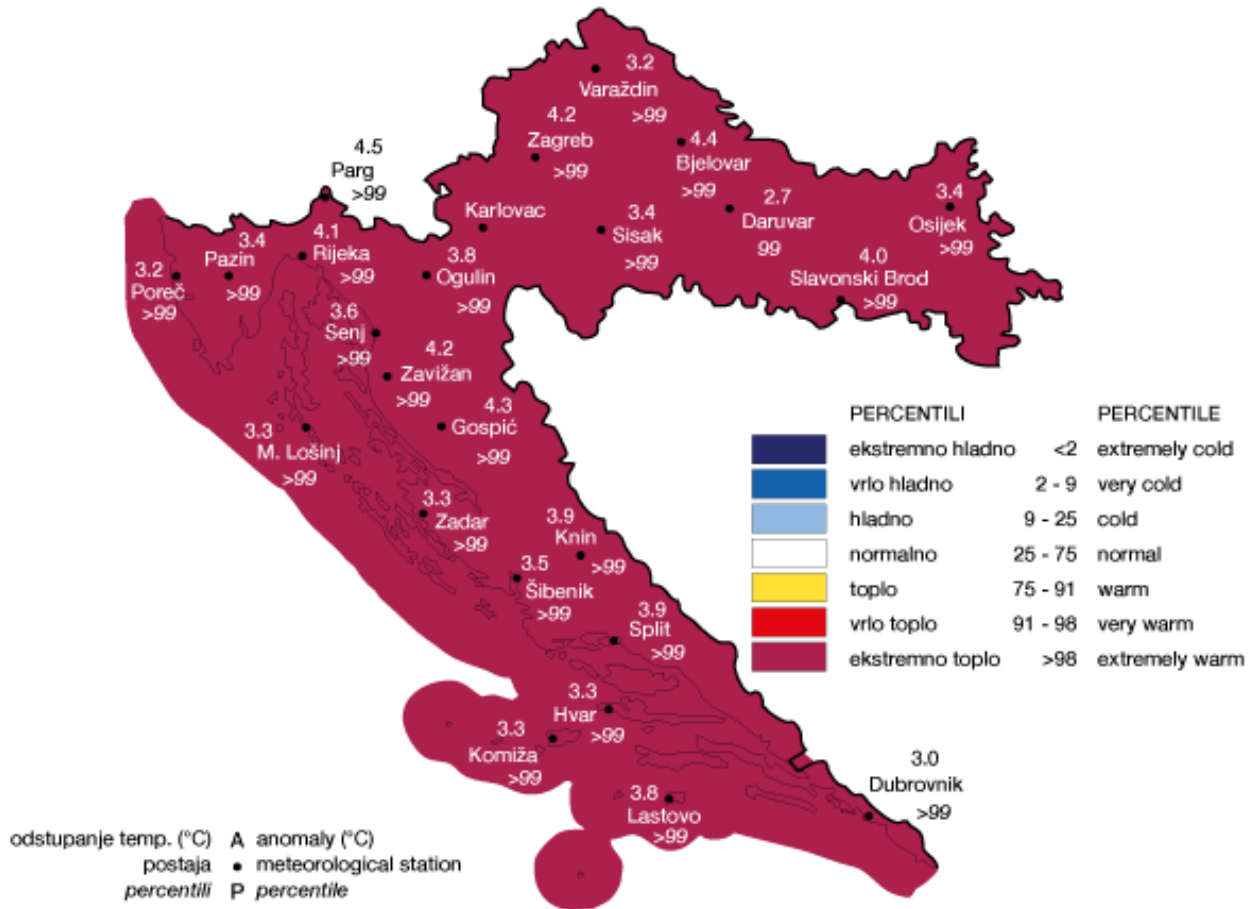 3.2
Varaždin
>99
4.2
Zagreb
>99
4.4
Bjelovar
>99
4.5
Parg
>99
2.7
Daruvar
99
3.4
Osijek
>99
Karlovac
3.4
Sisak
>99
4.0
Slavonski Brod
>99
3.2
Poreč
>99
3.4
Pazin
>99
4.1
Rijeka
>99
3.8
Ogulin
>99
3.6
Senj
>99
4.2
Zavižan
>99
4.3
Gospić
>99
3.3
M. Lošinj
>99
3.3
Zadar
>99
3.9
Knin
>99
3.5
Šibenik
>99
3.9
Split
>99
3.3
Hvar
>99
3.3
Komiža
>99
3.8
Lastovo
>99
3.0
Dubrovnik
>99
PERCENTILI PERCENTILE
ekstremno hladno <2 extremely cold
vrlo hladno 2 - 9 very cold
hladno 9 - 25 cold
normalno 25 - 75 normal
toplo 75 - 91 warm
vrlo toplo 91 - 98 very warm
ekstremno toplo >98 extremely warm
odstupanje temp. (°C) A anomaly (°C)
postaja • meteorological station
percentili P percentile